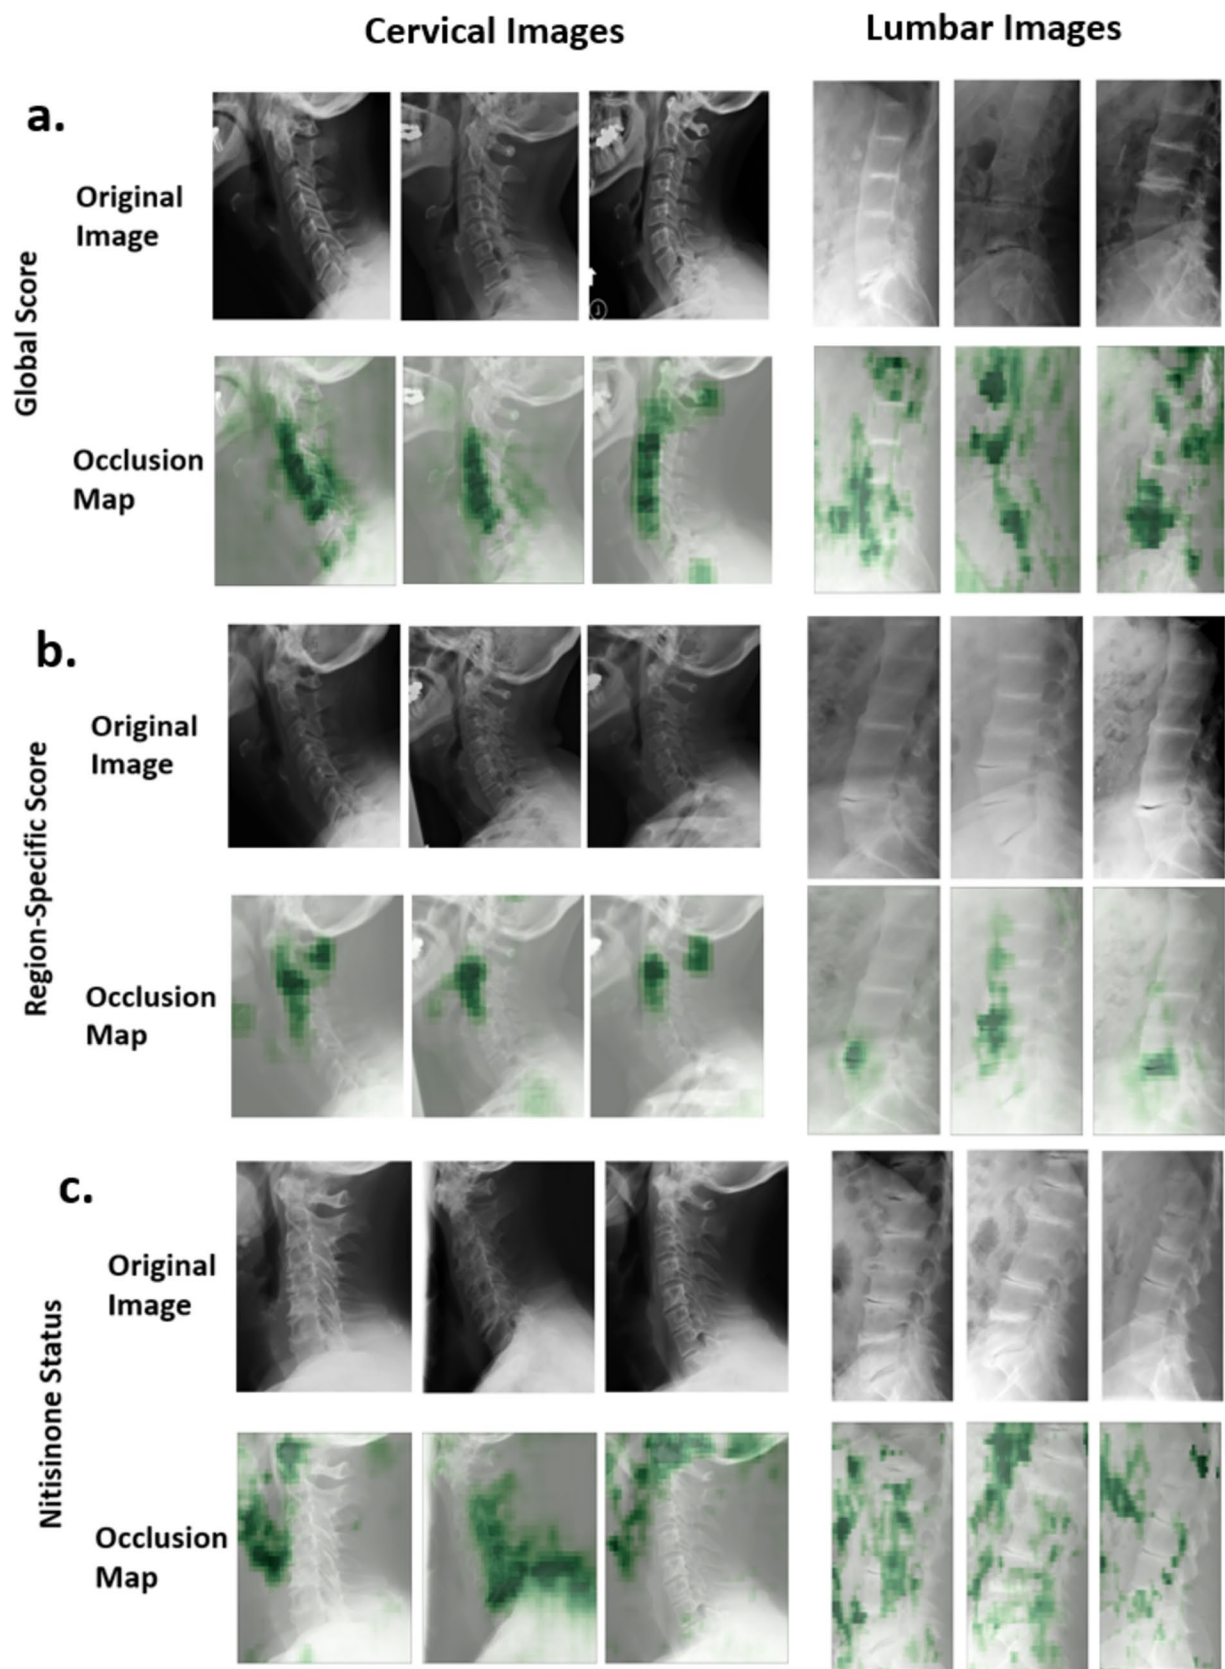 Cervical Images
Lumbar Images
a.
Global Score
Original
Image
Occlusion
Map
b.
Region-Specific Score
Original
Image
Occlusion
Map
c.
Nitisinone Status
Original
Image
Occlusion
Map